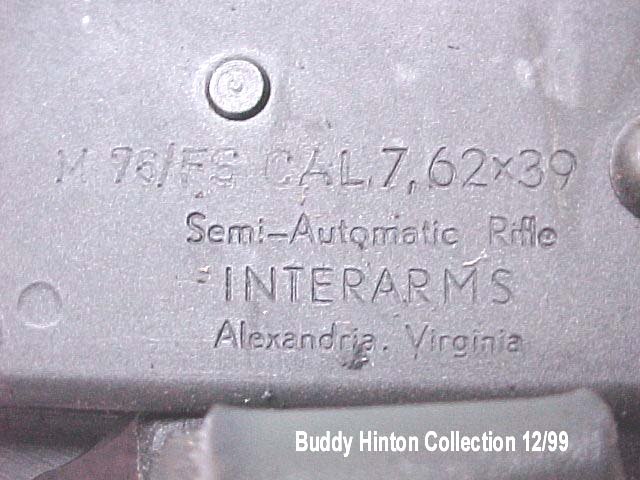 M 76/FS CAL.7,62×39
Semi-Automatic Rifle
INTERARMS
Alexandria. Virginia
Buddy Hinton Collection 12/99